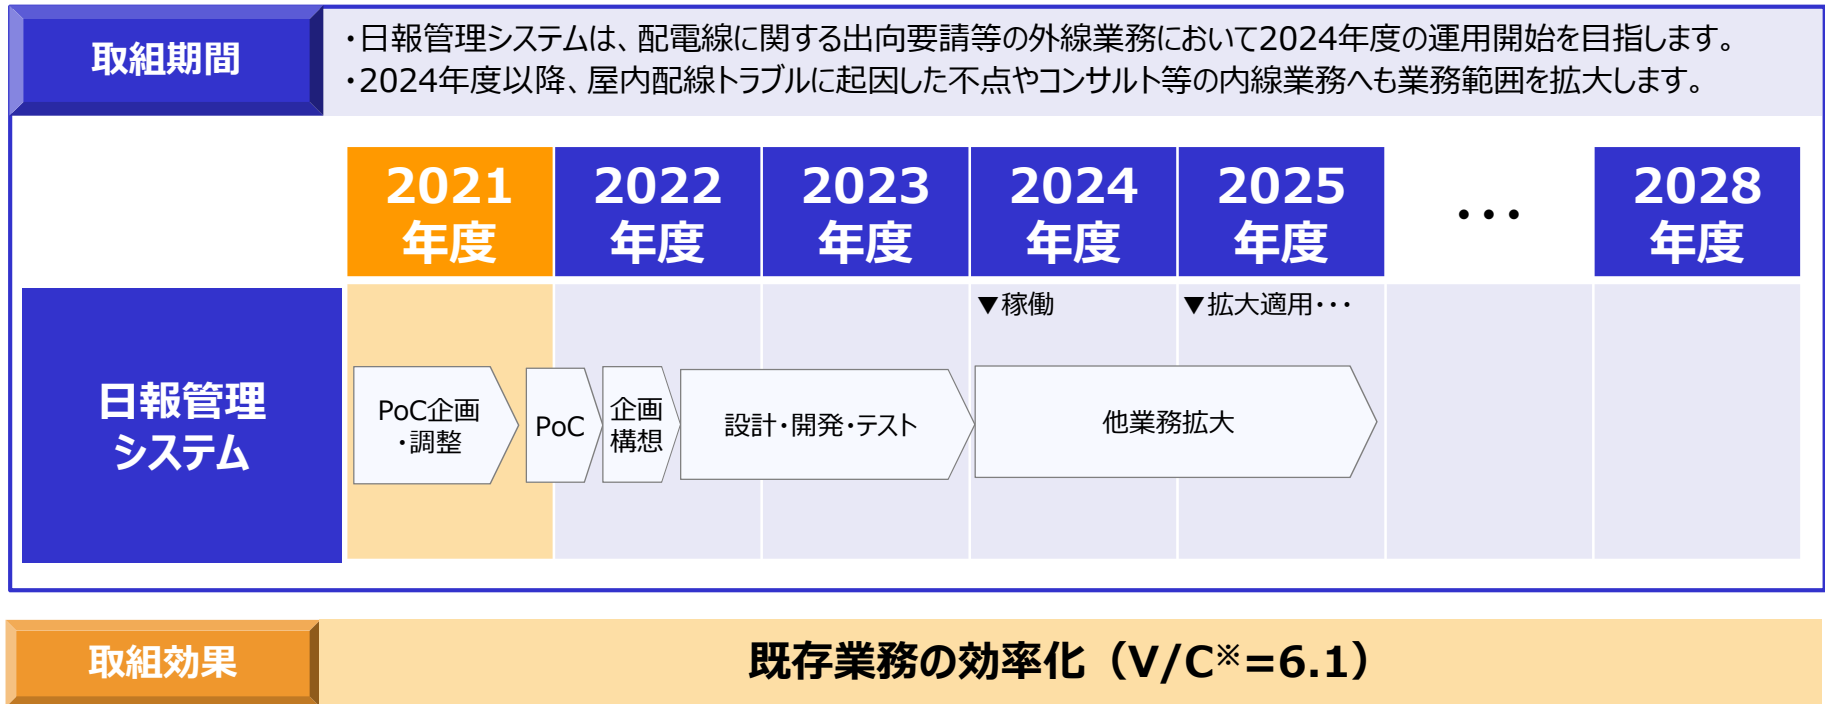 取組期間
・日報管理システムは、配電線に関する出向要請等の外線業務において2024年度の運用開始を目指します。
・2024年度以降、屋内配線トラブルに起因した不点やコンサルト等の内線業務へも業務範囲を拡大します。
2021
年度
2022
年度
2023
年度
2024
年度
2025
年度
・・・
2028
年度
▼稼働
▼拡大適用・・・
日報管理
システム
PoC企画
・調整
PoC
企画
構想
設計・開発・テスト
他業務拡大
取組効果
既存業務の効率化（V/C※=6.1）